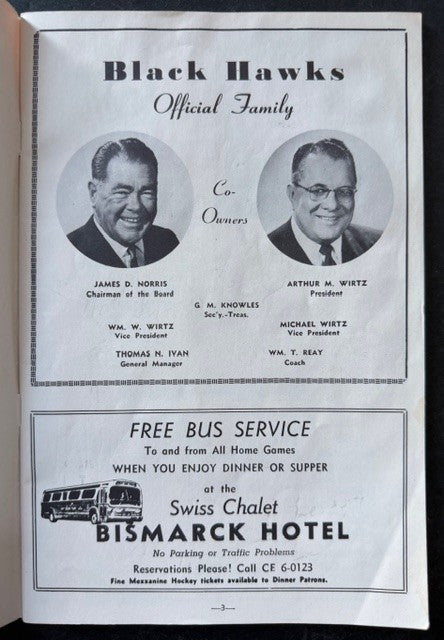 Black Hawks
Official Family
Co-
Owners
JAMES D. NORRIS
Chairman of the Board
ARTHUR M. WIRTZ
President
G. M. KNOWLES
Sec'y.-Treas.
WM. W. WIRTZ
Vice President
MICHAEL WIRTZ
Vice President
THOMAS N. IVAN
General Manager
WM. T. REAY
Coach
FREE BUS SERVICE
To and from All Home Games
WHEN YOU ENJOY DINNER OR SUPPER
at the
Swiss Chalet
BISMARCK HOTEL
No Parking or Traffic Problems
Reservations Please! Call CE 6-0123
Fine Mezzanine Hockey tickets available to Dinner Patrons.
—3—